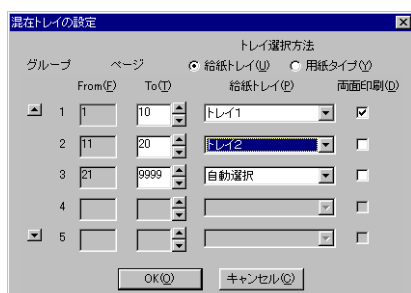 混在トレイの設定
トレイ選択方法
グループ ページ 給紙トレイ(U) 用紙タイプ(Y)
From(F) To(T) 給紙トレイ(P) 両面印刷(D)
1 1 10 トレイ1
2 11 20 トレイ2
3 21 9999 自動選択
4
5
OK(O) キャンセル(C)